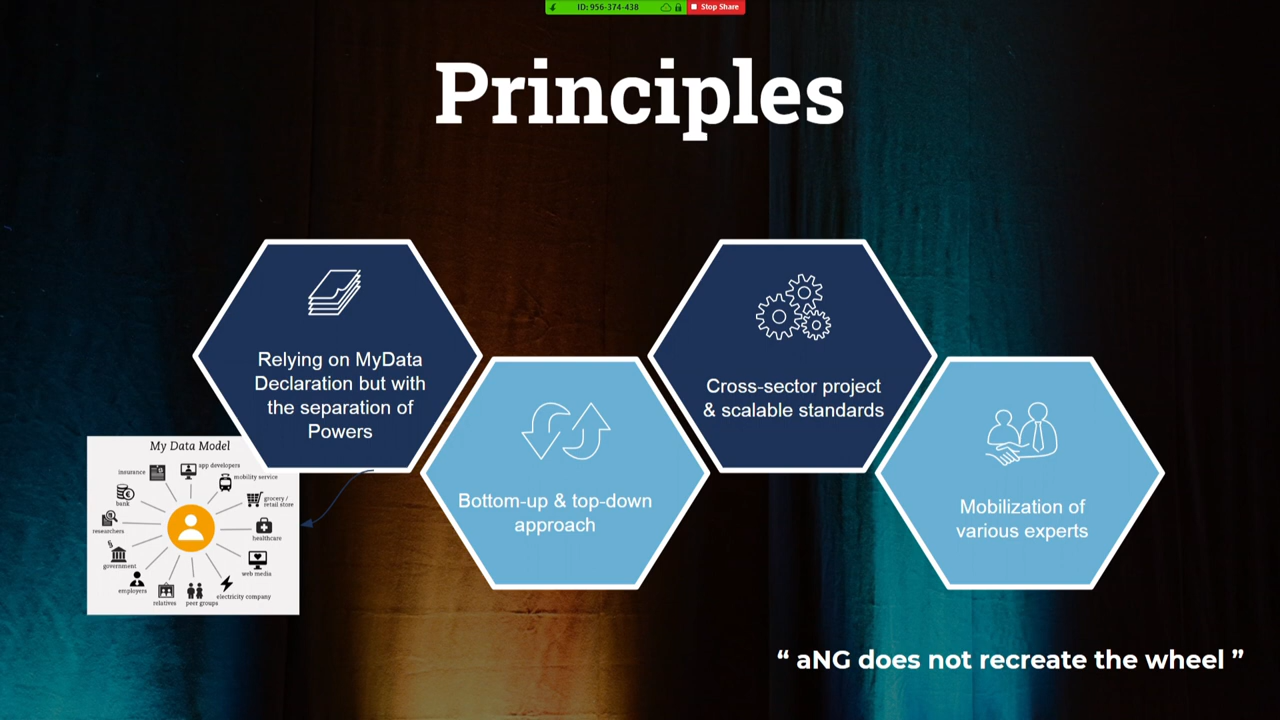 ID: 956-374-438
Stop Share
Principles
Relying on MyData
Declaration but with
the separation of
Powers
Bottom-up & top-down
approach
Cross-sector project
& scalable standards
Mobilization of
various experts
My Data Model
insurance
app developers
mobility service
bank
grocery /
retail store
researchers
healthcare
government
web media
employers
relatives
peer groups
electricity company
“ aNG does not recreate the wheel ”